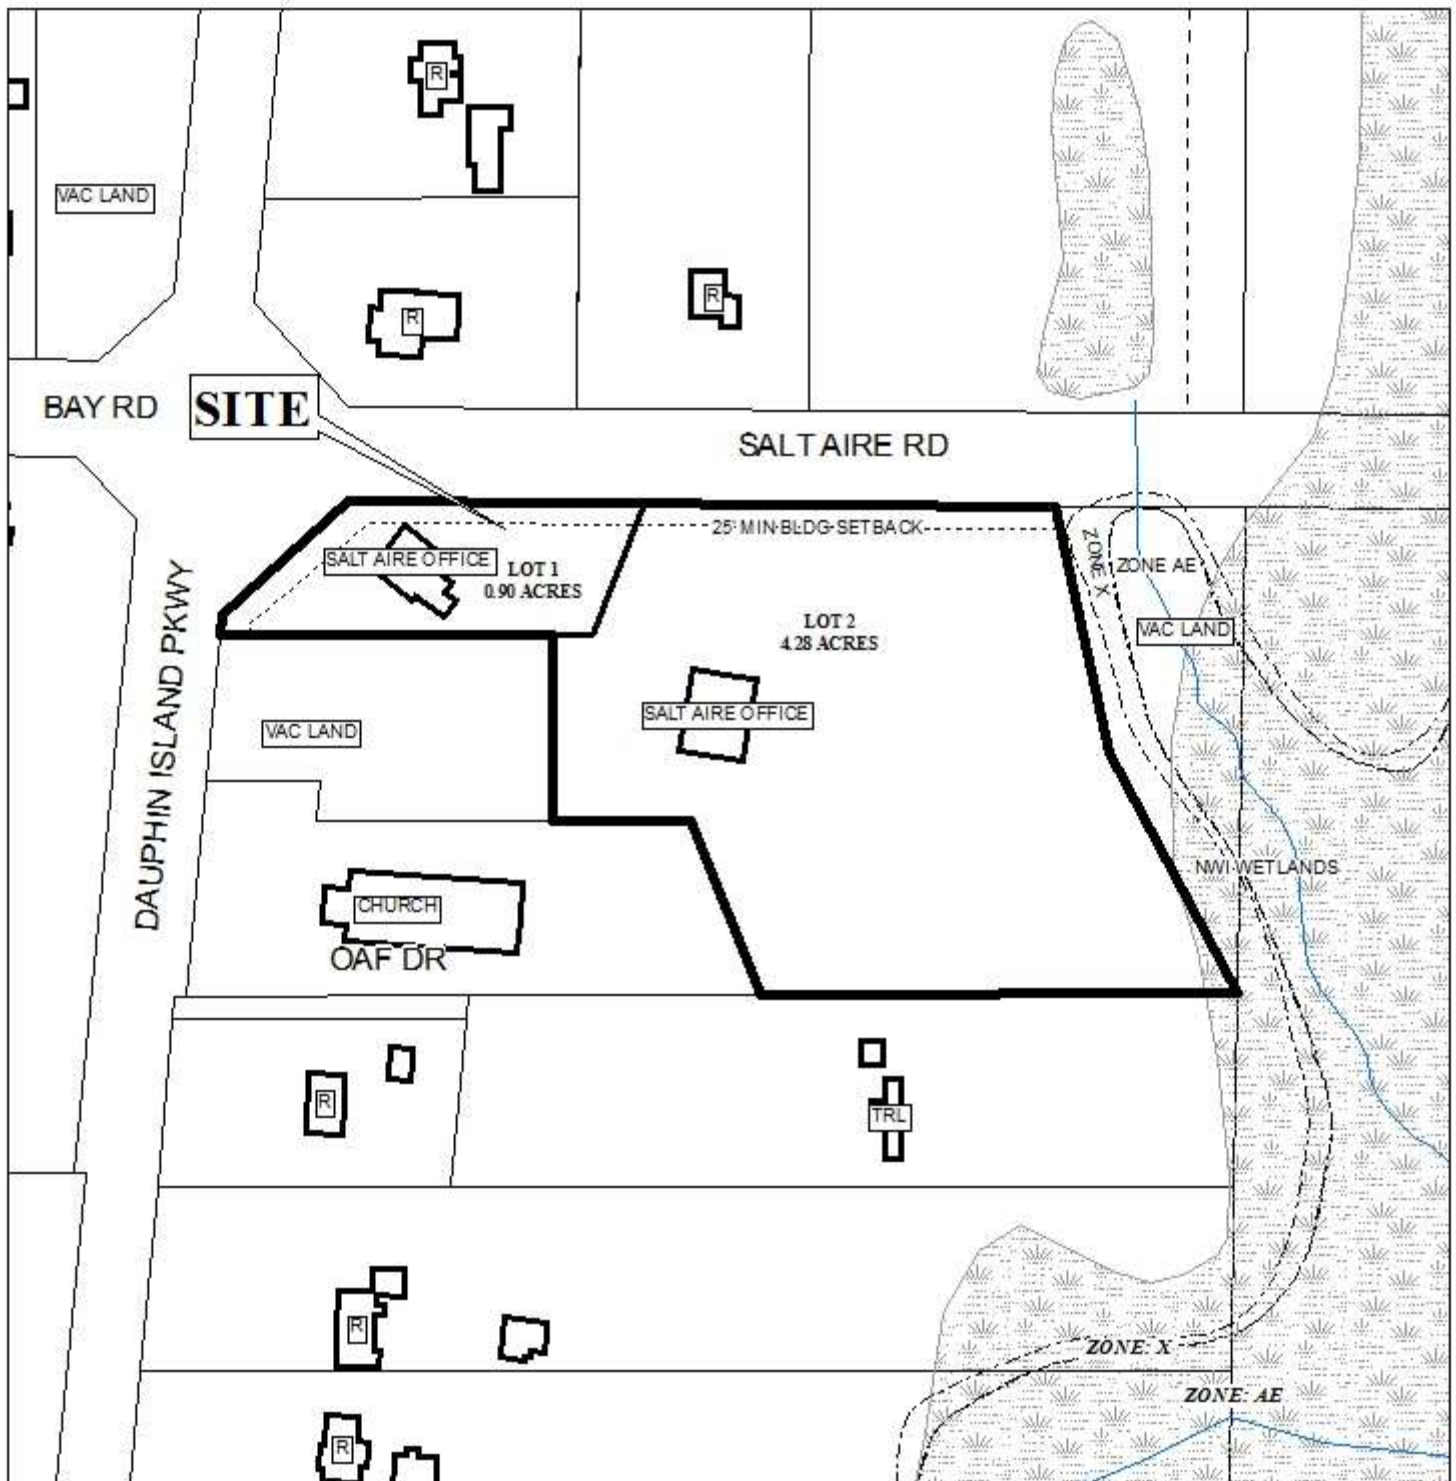 R
VAC LAND
R
R
BAY RD
SITE
SALT AIRE RD
25' MIN BLDG SETBACK
SALT AIRE OFFICE
LOT 1
0.90 ACRES
ZONE X
ZONE AE
LOT 2
4.28 ACRES
VAC LAND
DAUPHIN ISLAND PKWY
SALT AIRE OFFICE
VAC LAND
NWI WETLANDS
CHURCH
OAF DR
R
TRL
R
ZONE: X
ZONE: AE
R